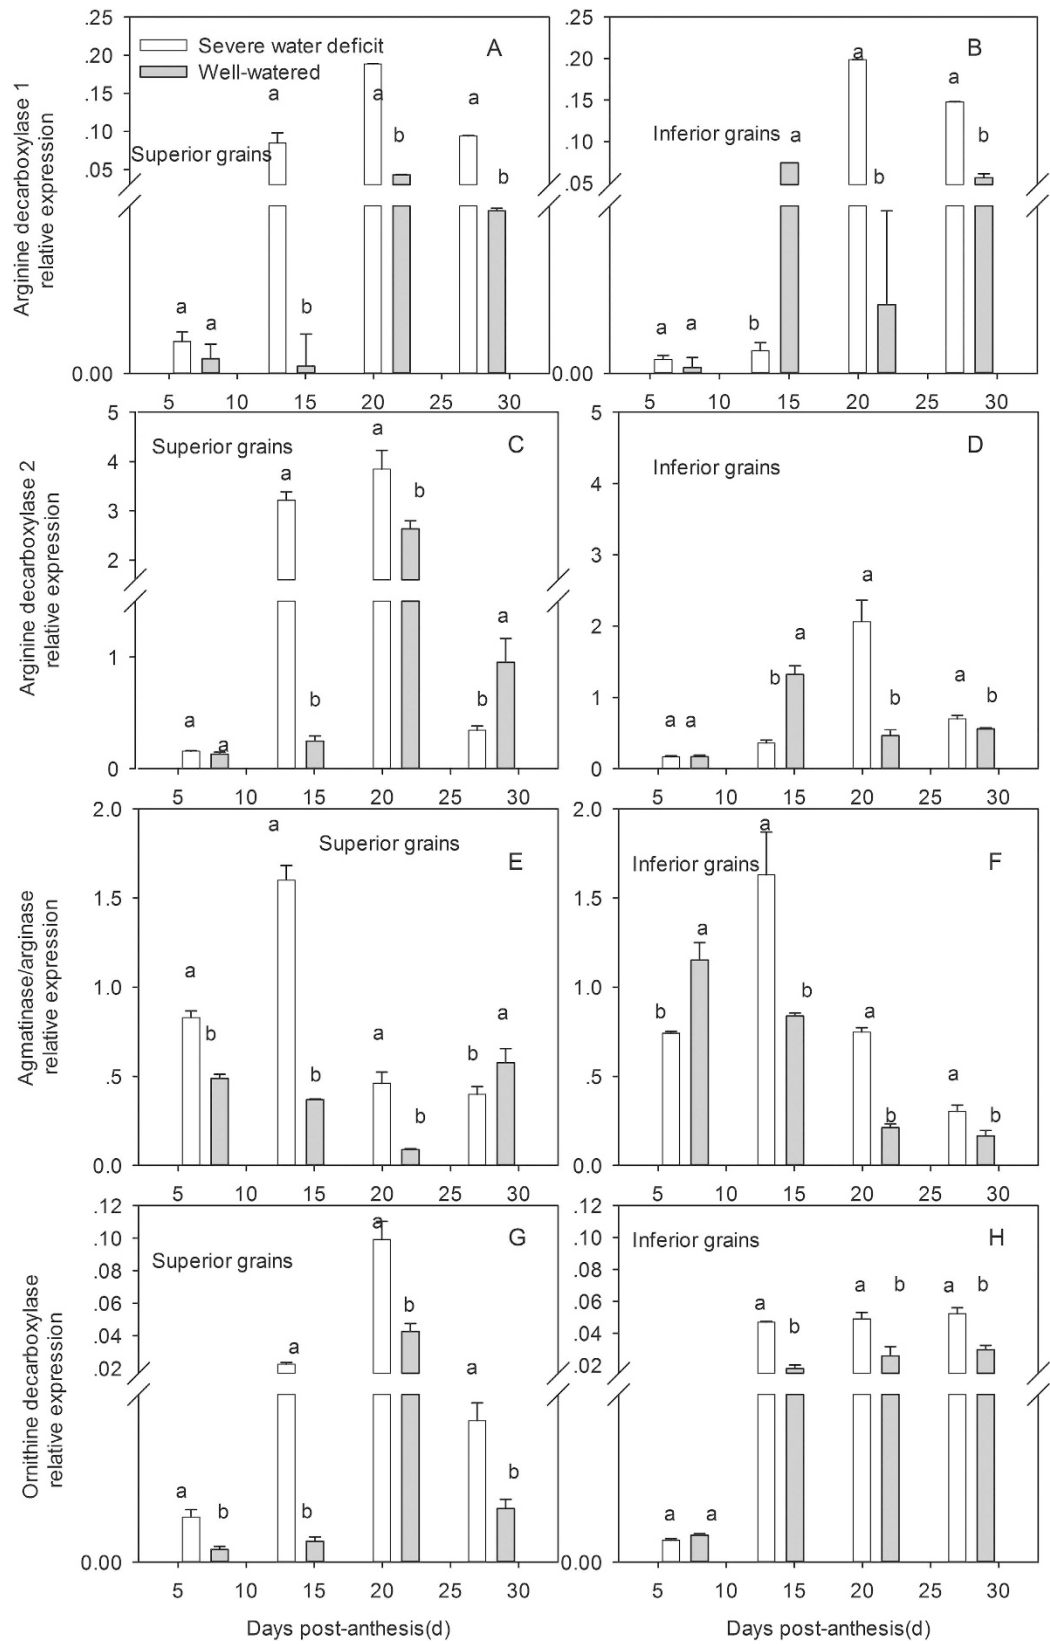 .25
.20
.15
.10
.05
0.00
Severe water deficit
Well-watered
A
Superior grains
a
a
b
a
b
a
a
b
5 10 15 20 25 30
Arginine decarboxylase 1
relative expression
.25
.20
.15
.10
.05
0.00
B
Inferior grains
a
a
b
a
a
b
a
b
5 10 15 20 25 30
5
4
3
2
1
0
Superior grains
C
a
a
a
b
a
b
b
a
5 10 15 20 25 30
Arginine decarboxylase 2
relative expression
5
4
3
2
1
0
Inferior grains
D
a
a
b
a
a
b
a
b
5 10 15 20 25 30
2.0
1.5
1.0
.5
0.0
Superior grains
E
a
b
a
b
a
b
b
a
5 10 15 20 25 30
Agmatinase/arginase
relative expression
2.0
1.5
1.0
.5
0.0
Inferior grains
F
b
a
a
b
a
b
a
b
5 10 15 20 25 30
.12
.10
.08
.06
.04
.02
0.00
Superior grains
G
a
b
a
b
a
b
a
b
5 10 15 20 25 30
Ornithine decarboxylase
relative expression
Days post-anthesis(d)
.12
.10
.08
.06
.04
.02
0.00
Inferior grains
H
a
a
a
b
a
b
a
b
5 10 15 20 25 30
Days post-anthesis(d)